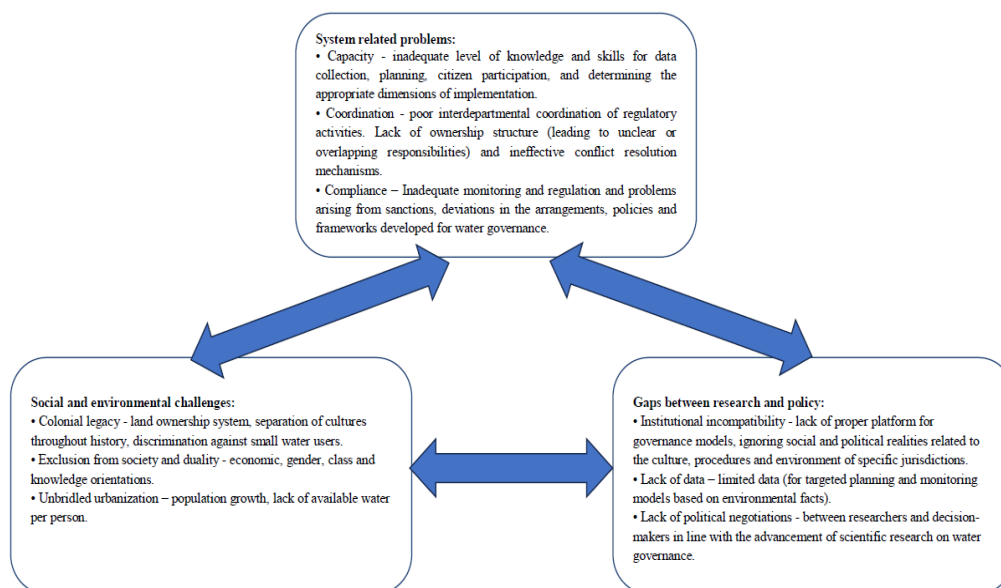 System related problems:
• Capacity - inadequate level of knowledge and skills for data
collection, planning, citizen participation, and determining the
appropriate dimensions of implementation.
• Coordination - poor interdepartmental coordination of regulatory
activities. Lack of ownership structure (leading to unclear or
overlapping responsibilities) and ineffective conflict resolution
mechanisms.
• Compliance – Inadequate monitoring and regulation and problems
arising from sanctions, deviations in the arrangements, policies and
frameworks developed for water governance.
Social and environmental challenges:
• Colonial legacy - land ownership system, separation of cultures
throughout history, discrimination against small water users.
• Exclusion from society and duality - economic, gender, class and
knowledge orientations.
• Unbridled urbanization – population growth, lack of available water
per person.
Gaps between research and policy:
• Institutional incompatibility - lack of proper platform for
governance models, ignoring social and political realities related to
the culture, procedures and environment of specific jurisdictions.
• Lack of data – limited data (for targeted planning and monitoring
models based on environmental facts).
• Lack of political negotiations - between researchers and decision-
makers in line with the advancement of scientific research on water
governance.